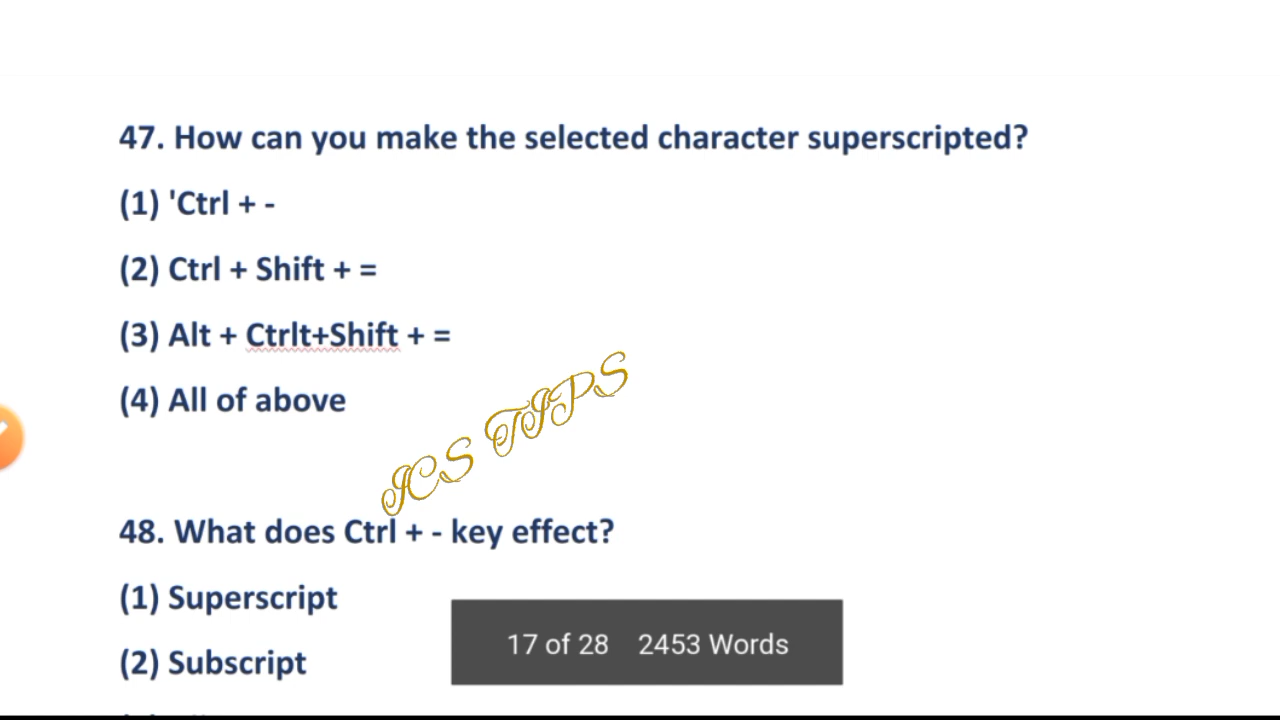 47. How can you make the selected character superscripted?
(1) 'Ctrl + -
(2) Ctrl + Shift + =
(3) Alt + Ctrlt+Shift + =
(4) All of above
ICS TIPS
48. What does Ctrl + - key effect?
(1) Superscript
(2) Subscript
17 of 28 2453 Words